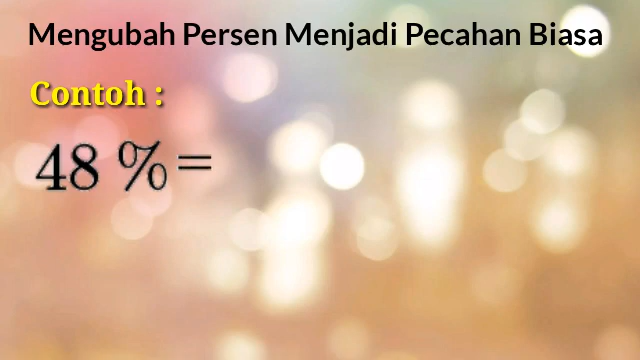 Mengubah Persen Menjadi Pecahan Biasa
Contoh :
48 % =